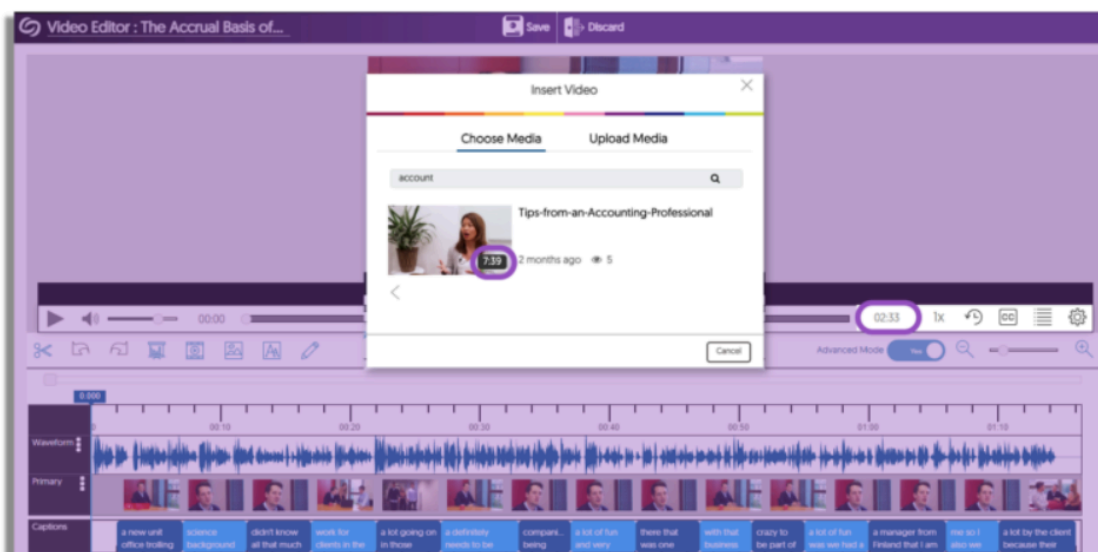 Video Editor : The Accrual Basis of...
Save
Discard
Insert Video
Choose Media
Upload Media
account
Tips-from-an-Accounting-Professional
7:39
2 months ago
5
00:00
02:33
1x
CC
Cancel
Advanced Mode
Yes
0.000
00:10
00:20
00:30
00:40
00:50
01:00
01:10
Waveform
Primary
Captions
a new unit
office trolling
science
background
didn't know
all that much
work for
clients in the
a lot going on
in those
a definitely
needs to be
compani...
being
a lot of fun
and very
there that
was one
with that
business
crazy to
be part of
a lot of fun
was we had a
a manager from
Finland that I am
me so I
also we
a lot by the client
because their